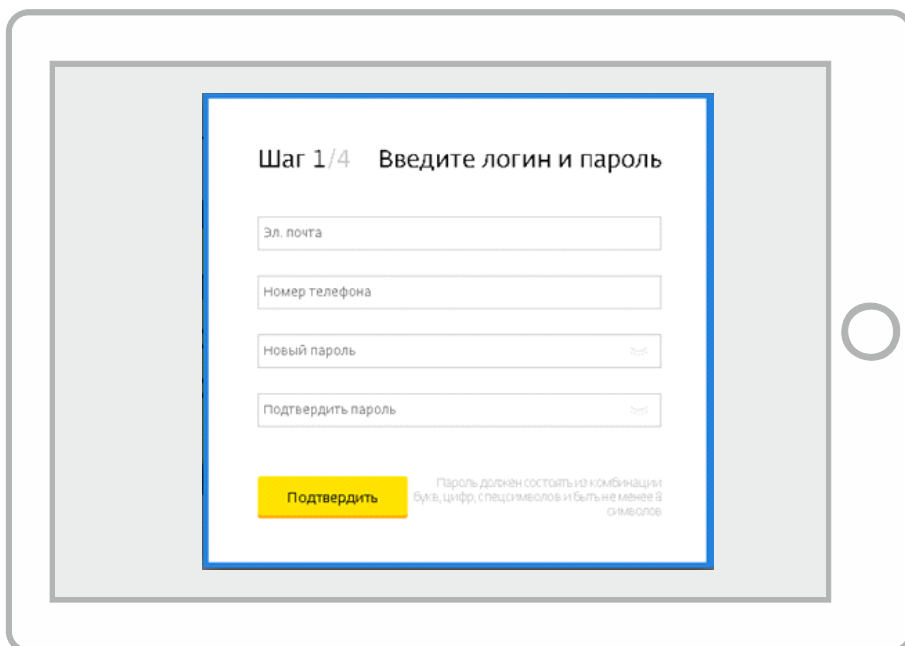 Шаг 1/4 Введите логин и пароль
Эл. почта
Номер телефона
Новый пароль
Подтвердить пароль
Подтвердить
Пароль должен состоять из комбинации
букв, цифр, спецсимволов и быть не менее 8
символов